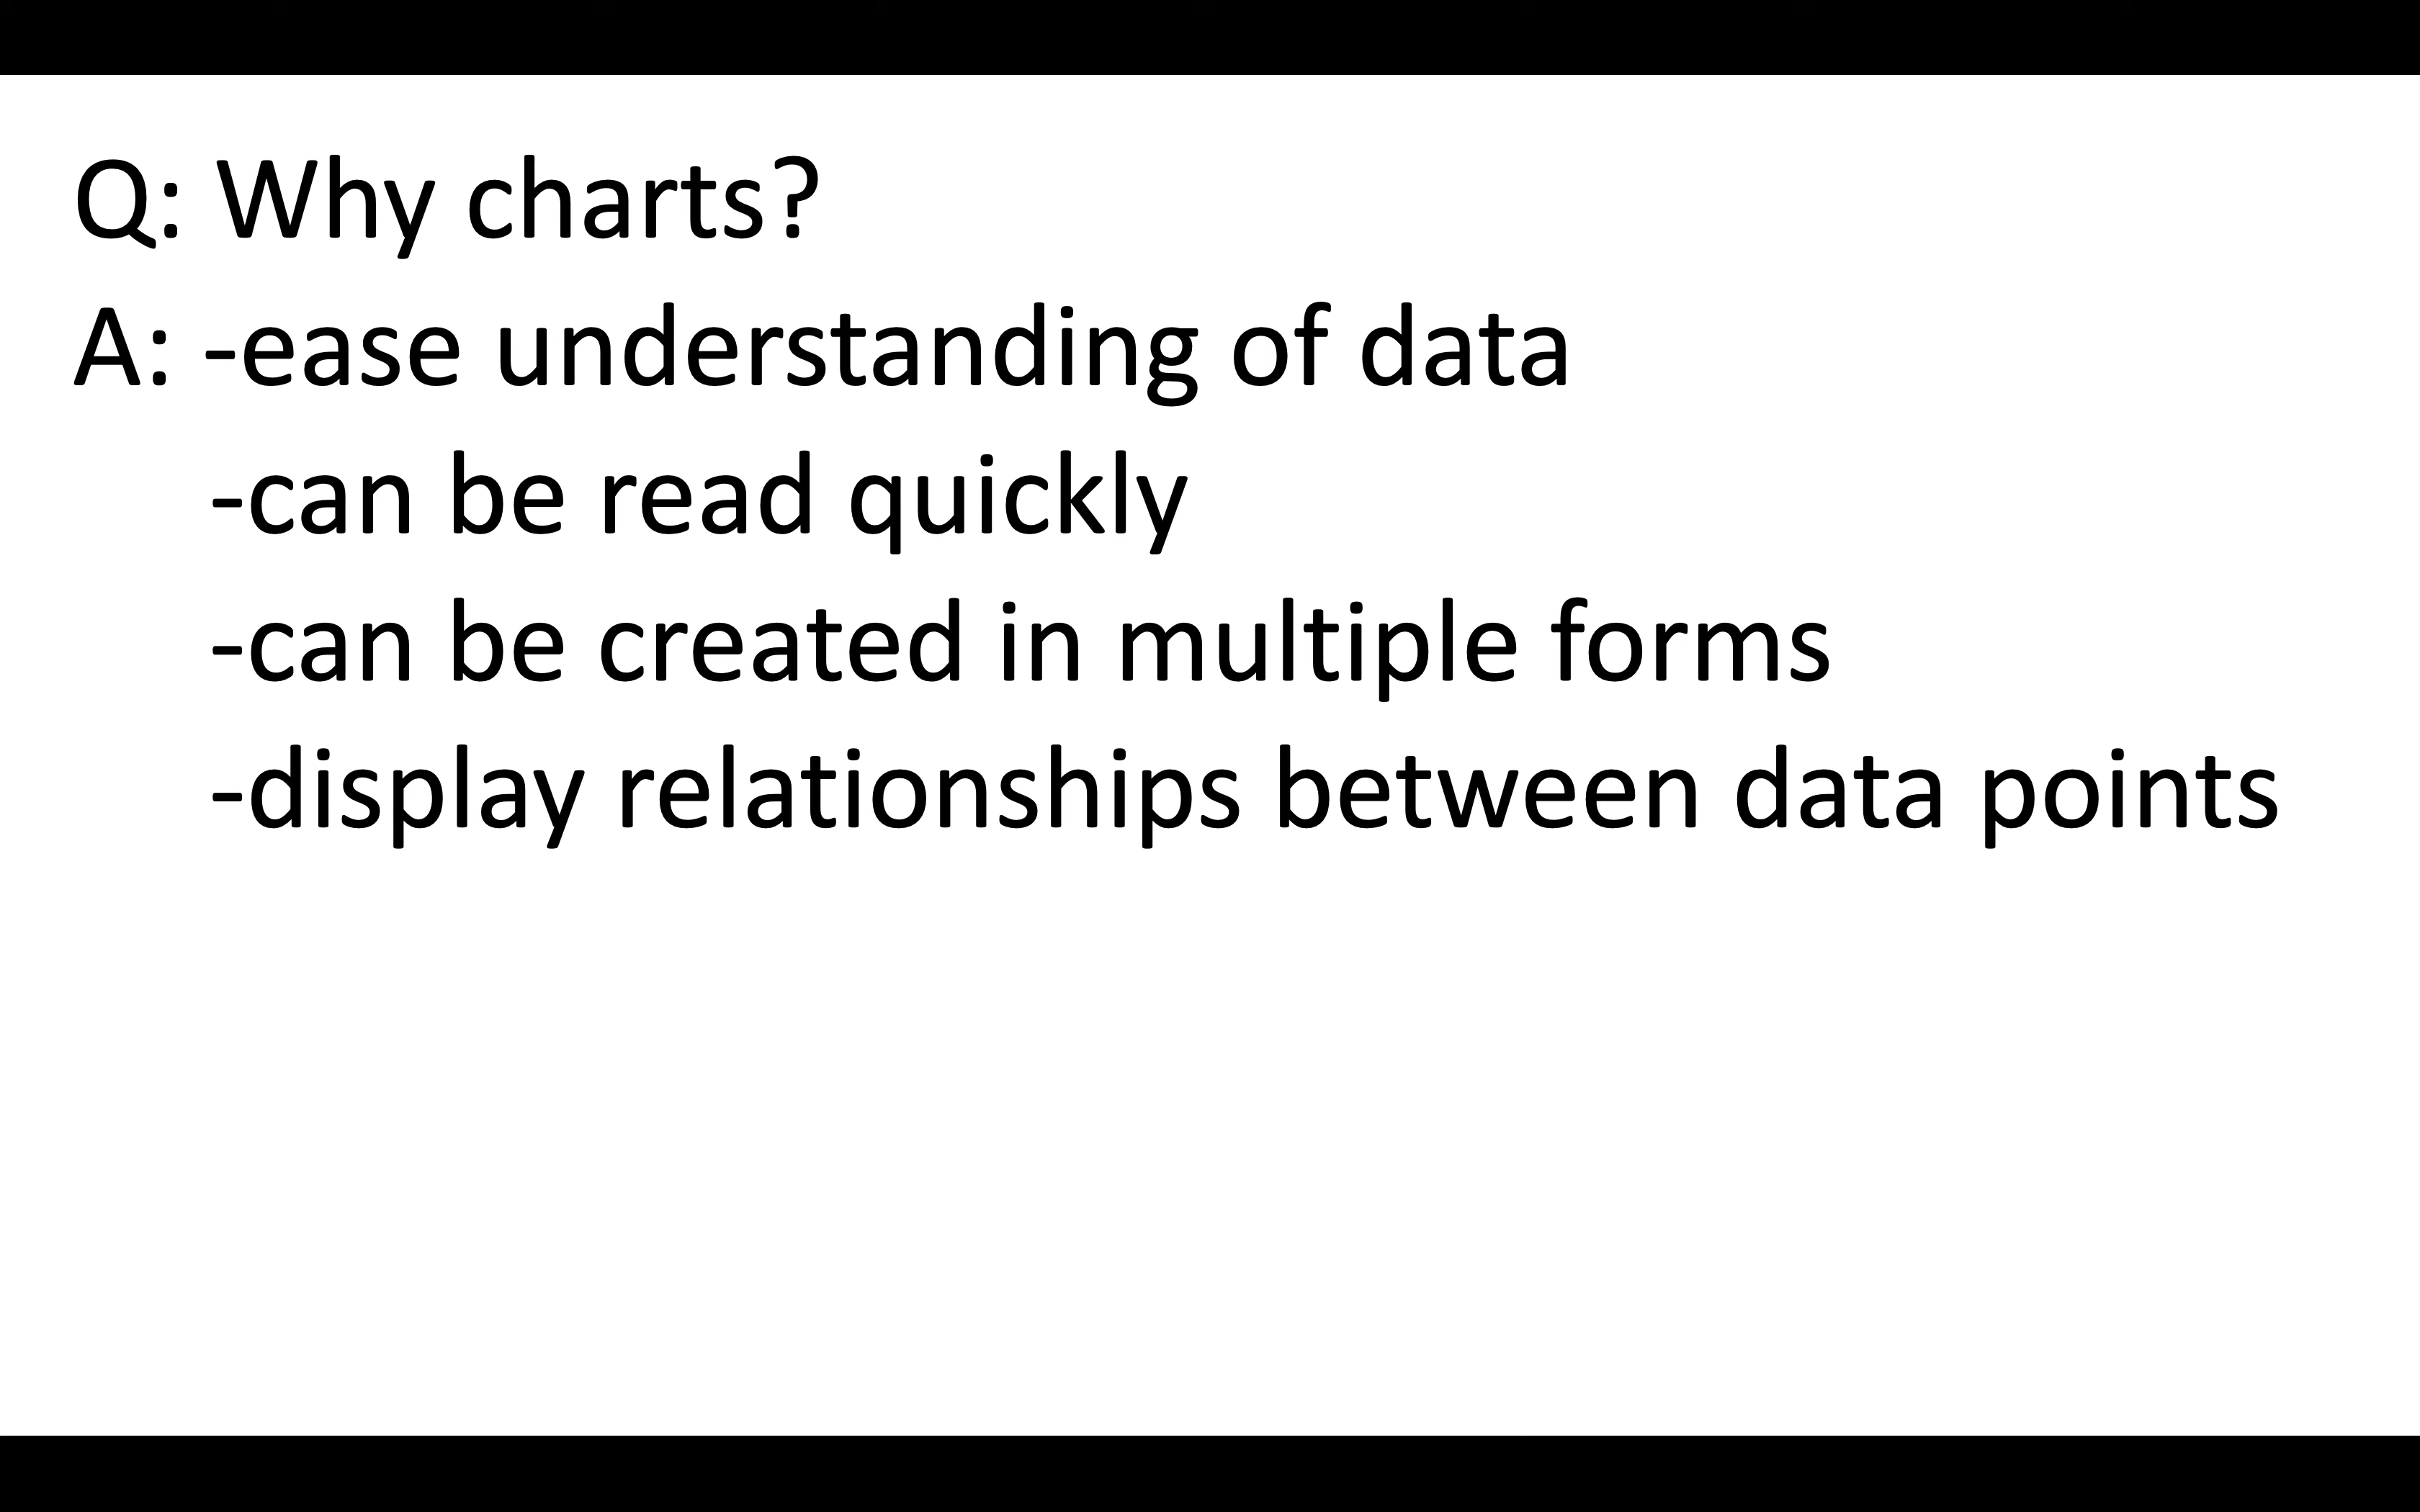 Q: Why charts?
A: -ease understanding of data
-can be read quickly
-can be created in multiple forms
-display relationships between data points